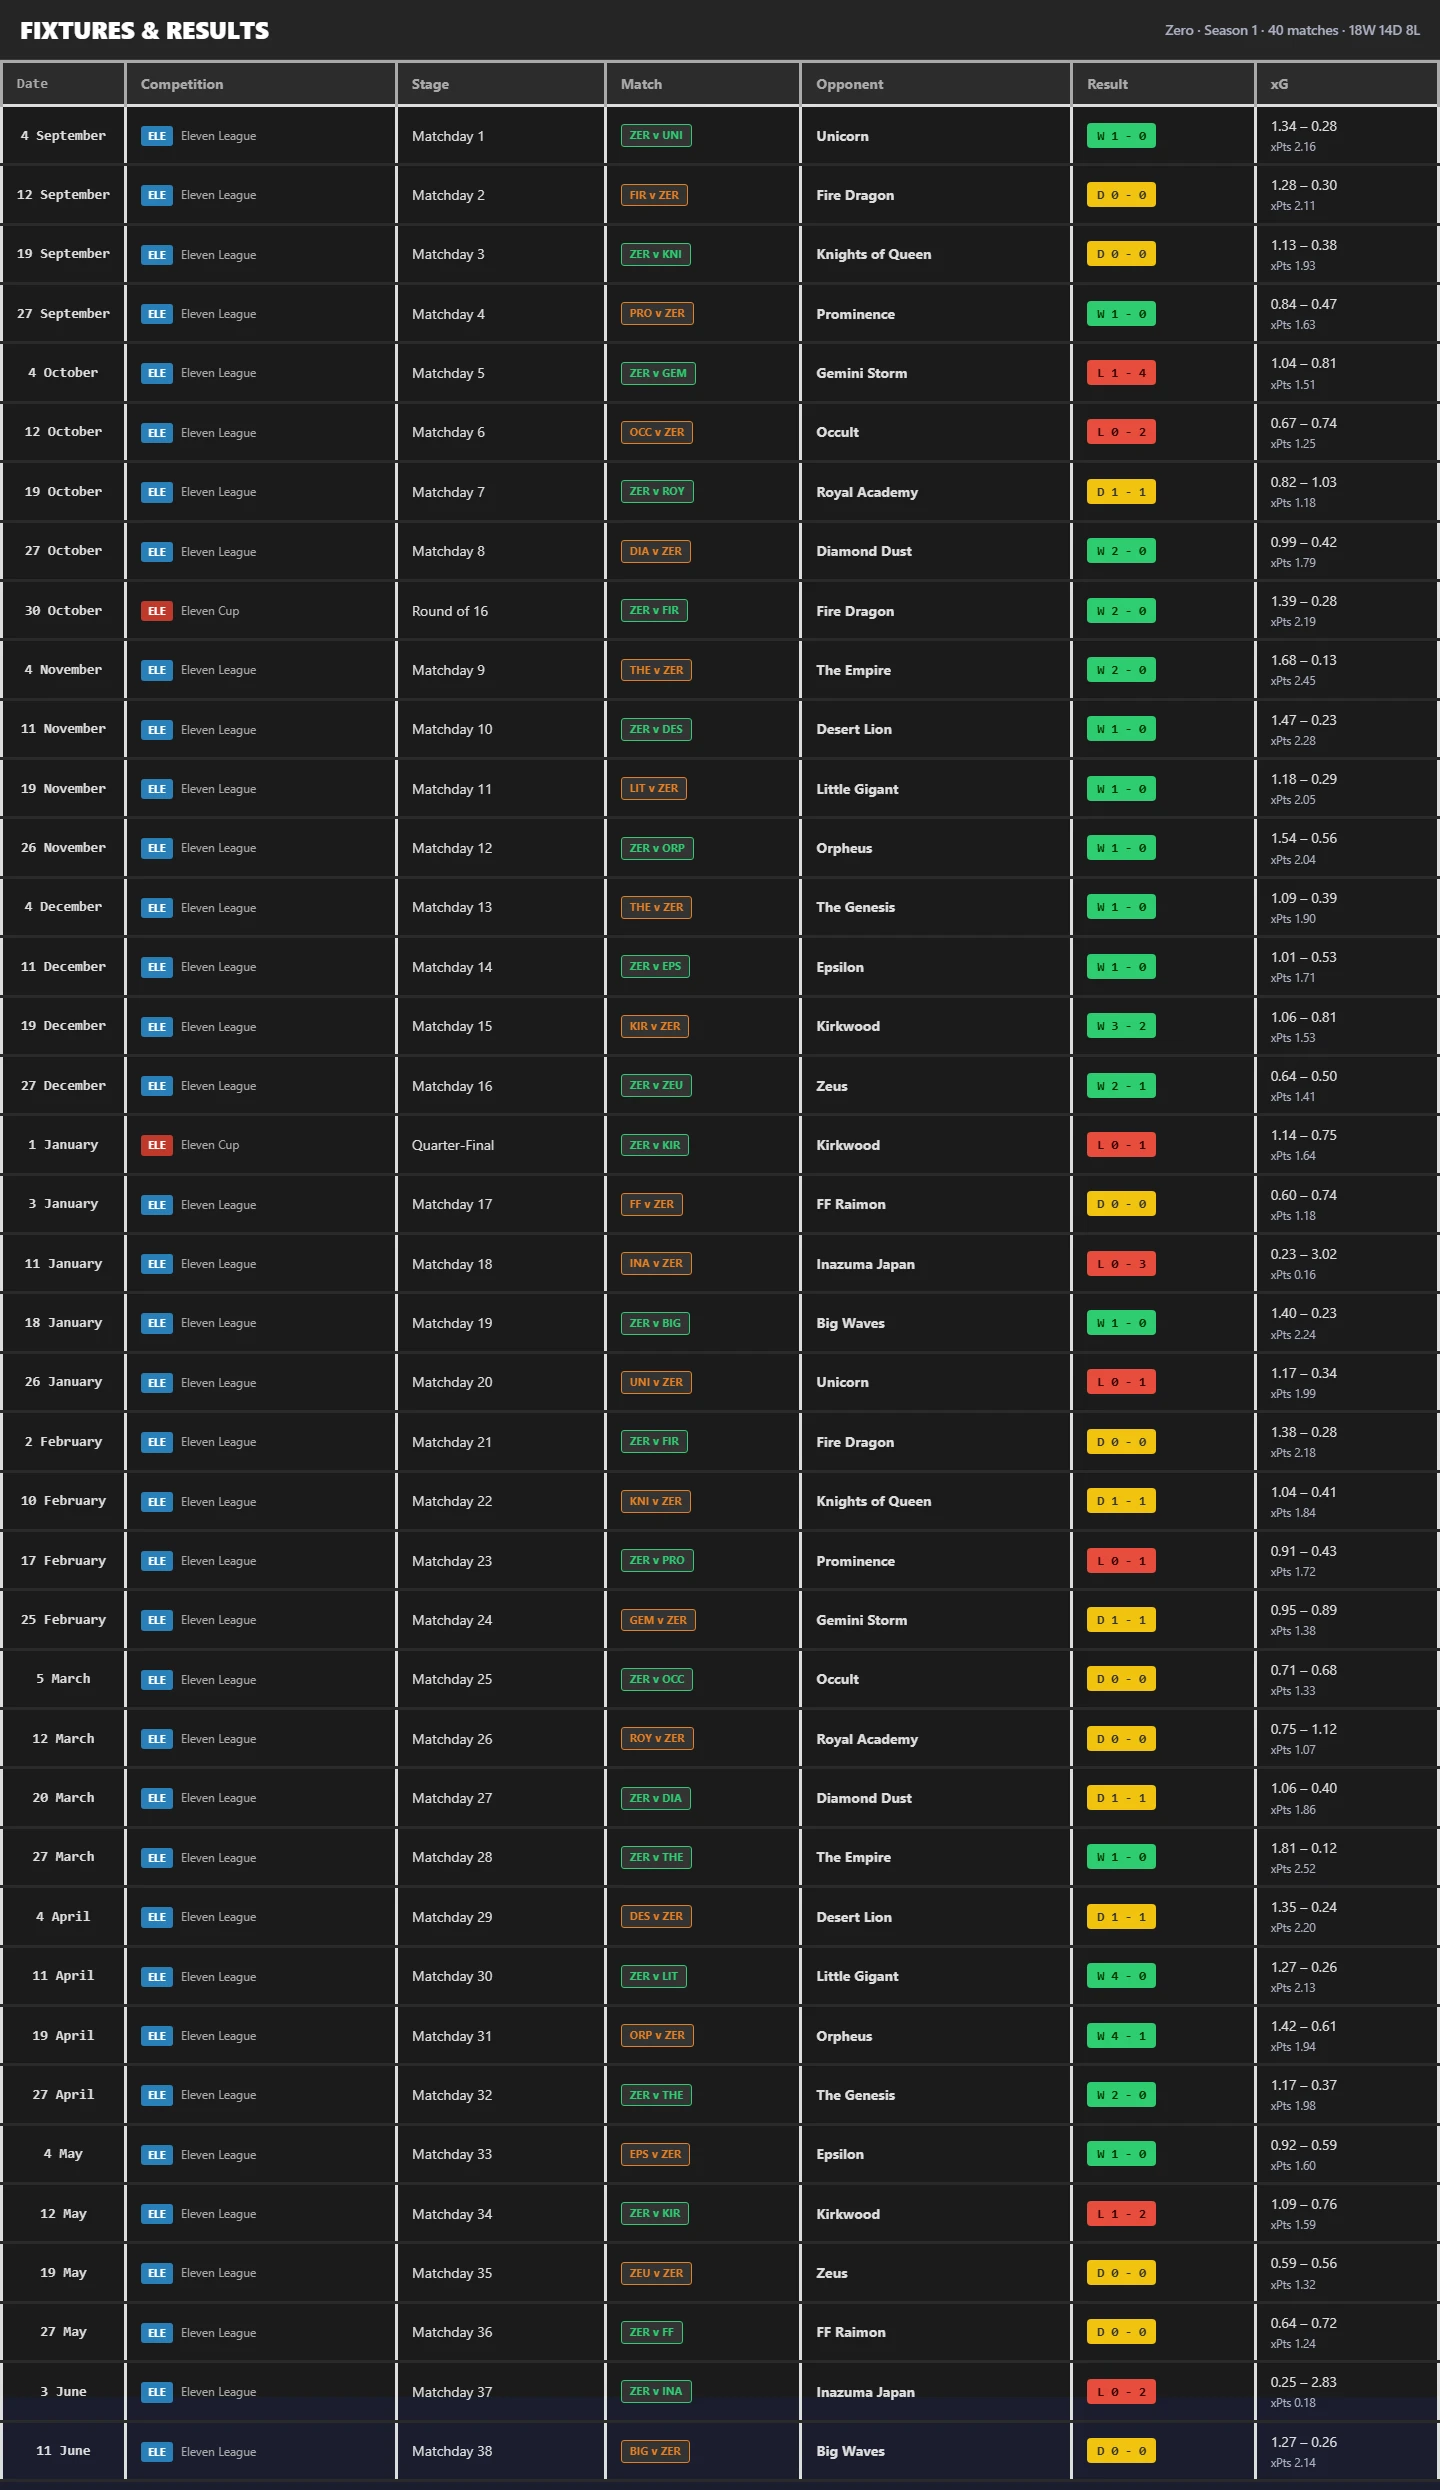 FIXTURES & RESULTS
Zero · Season 1 · 40 matches · 18W 14D 8L
Date Competition Stage Match Opponent Result xG
4 September ELE Eleven League Matchday 1 ZER v UNI Unicorn W 1 - 0 1.34 – 0.28
xPts 2.16
12 September ELE Eleven League Matchday 2 FIR v ZER Fire Dragon D 0 - 0 1.28 – 0.30
xPts 2.11
19 September ELE Eleven League Matchday 3 ZER v KNI Knights of Queen D 0 - 0 1.13 – 0.38
xPts 1.93
27 September ELE Eleven League Matchday 4 PRO v ZER Prominence W 1 - 0 0.84 – 0.47
xPts 1.63
4 October ELE Eleven League Matchday 5 ZER v GEM Gemini Storm L 1 - 4 1.04 – 0.81
xPts 1.51
12 October ELE Eleven League Matchday 6 OCC v ZER Occult L 0 - 2 0.67 – 0.74
xPts 1.25
19 October ELE Eleven League Matchday 7 ZER v ROY Royal Academy D 1 - 1 0.82 – 1.03
xPts 1.18
27 October ELE Eleven League Matchday 8 DIA v ZER Diamond Dust W 2 - 0 0.99 – 0.42
xPts 1.79
30 October ELE Eleven Cup Round of 16 ZER v FIR Fire Dragon W 2 - 0 1.39 – 0.28
xPts 2.19
4 November ELE Eleven League Matchday 9 THE v ZER The Empire W 2 - 0 1.68 – 0.13
xPts 2.45
11 November ELE Eleven League Matchday 10 ZER v DES Desert Lion W 1 - 0 1.47 – 0.23
xPts 2.28
19 November ELE Eleven League Matchday 11 LIT v ZER Little Gigant W 1 - 0 1.18 – 0.29
xPts 2.05
26 November ELE Eleven League Matchday 12 ZER v ORP Orpheus W 1 - 0 1.54 – 0.56
xPts 2.04
4 December ELE Eleven League Matchday 13 THE v ZER The Genesis W 1 - 0 1.09 – 0.39
xPts 1.90
11 December ELE Eleven League Matchday 14 ZER v EPS Epsilon W 1 - 0 1.01 – 0.53
xPts 1.71
19 December ELE Eleven League Matchday 15 KIR v ZER Kirkwood W 3 - 2 1.06 – 0.81
xPts 1.53
27 December ELE Eleven League Matchday 16 ZER v ZEU Zeus W 2 - 1 0.64 – 0.50
xPts 1.41
1 January ELE Eleven Cup Quarter-Final ZER v KIR Kirkwood L 0 - 1 1.14 – 0.75
xPts 1.64
3 January ELE Eleven League Matchday 17 FF v ZER FF Raimon D 0 - 0 0.60 – 0.74
xPts 1.18
11 January ELE Eleven League Matchday 18 INA v ZER Inazuma Japan L 0 - 3 0.23 – 3.02
xPts 0.16
18 January ELE Eleven League Matchday 19 ZER v BIG Big Waves W 1 - 0 1.40 – 0.23
xPts 2.24
26 January ELE Eleven League Matchday 20 UNI v ZER Unicorn L 0 - 1 1.17 – 0.34
xPts 1.99
2 February ELE Eleven League Matchday 21 ZER v FIR Fire Dragon D 0 - 0 1.38 – 0.28
xPts 2.18
10 February ELE Eleven League Matchday 22 KNI v ZER Knights of Queen D 1 - 1 1.04 – 0.41
xPts 1.84
17 February ELE Eleven League Matchday 23 ZER v PRO Prominence L 0 - 1 0.91 – 0.43
xPts 1.72
25 February ELE Eleven League Matchday 24 GEM v ZER Gemini Storm D 1 - 1 0.95 – 0.89
xPts 1.38
5 March ELE Eleven League Matchday 25 ZER v OCC Occult D 0 - 0 0.71 – 0.68
xPts 1.33
12 March ELE Eleven League Matchday 26 ROY v ZER Royal Academy D 0 - 0 0.75 – 1.12
xPts 1.07
20 March ELE Eleven League Matchday 27 ZER v DIA Diamond Dust D 1 - 1 1.06 – 0.40
xPts 1.86
27 March ELE Eleven League Matchday 28 ZER v THE The Empire W 1 - 0 1.81 – 0.12
xPts 2.52
4 April ELE Eleven League Matchday 29 DES v ZER Desert Lion D 1 - 1 1.35 – 0.24
xPts 2.20
11 April ELE Eleven League Matchday 30 ZER v LIT Little Gigant W 4 - 0 1.27 – 0.26
xPts 2.13
19 April ELE Eleven League Matchday 31 ORP v ZER Orpheus W 4 - 1 1.42 – 0.61
xPts 1.94
27 April ELE Eleven League Matchday 32 ZER v THE The Genesis W 2 - 0 1.17 – 0.37
xPts 1.98
4 May ELE Eleven League Matchday 33 EPS v ZER Epsilon W 1 - 0 0.92 – 0.59
xPts 1.60
12 May ELE Eleven League Matchday 34 ZER v KIR Kirkwood L 1 - 2 1.09 – 0.76
xPts 1.59
19 May ELE Eleven League Matchday 35 ZEU v ZER Zeus D 0 - 0 0.59 – 0.56
xPts 1.32
27 May ELE Eleven League Matchday 36 ZER v FF FF Raimon D 0 - 0 0.64 – 0.72
xPts 1.24
3 June ELE Eleven League Matchday 37 ZER v INA Inazuma Japan L 0 - 2 0.25 – 2.83
xPts 0.18
11 June ELE Eleven League Matchday 38 BIG v ZER Big Waves D 0 - 0 1.27 – 0.26
xPts 2.14